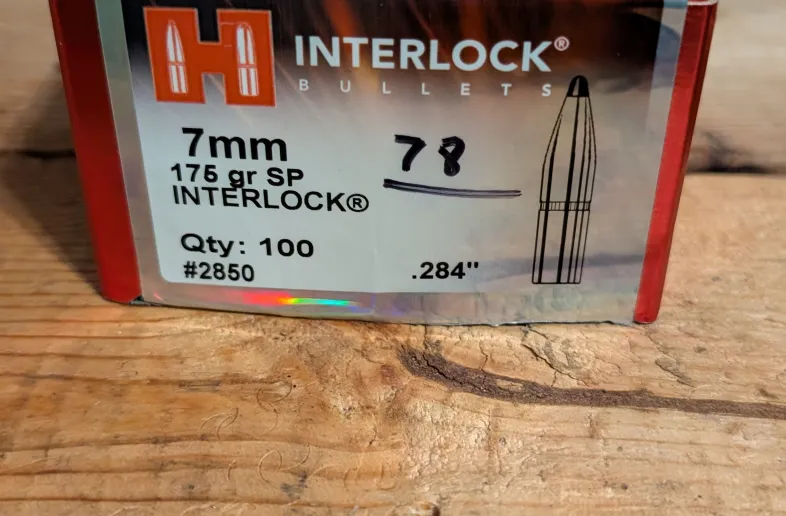 H
INTERLOCK®
BULLETS
7mm
78
175 gr SP
INTERLOCK®
Qty: 100
#2850
.284"